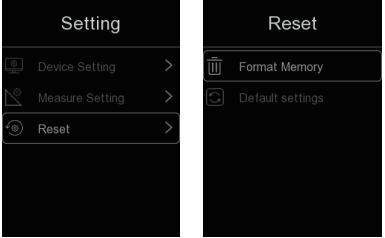 Setting
Device Setting
Measure Setting
Reset
Reset
Format Memory
Default settings